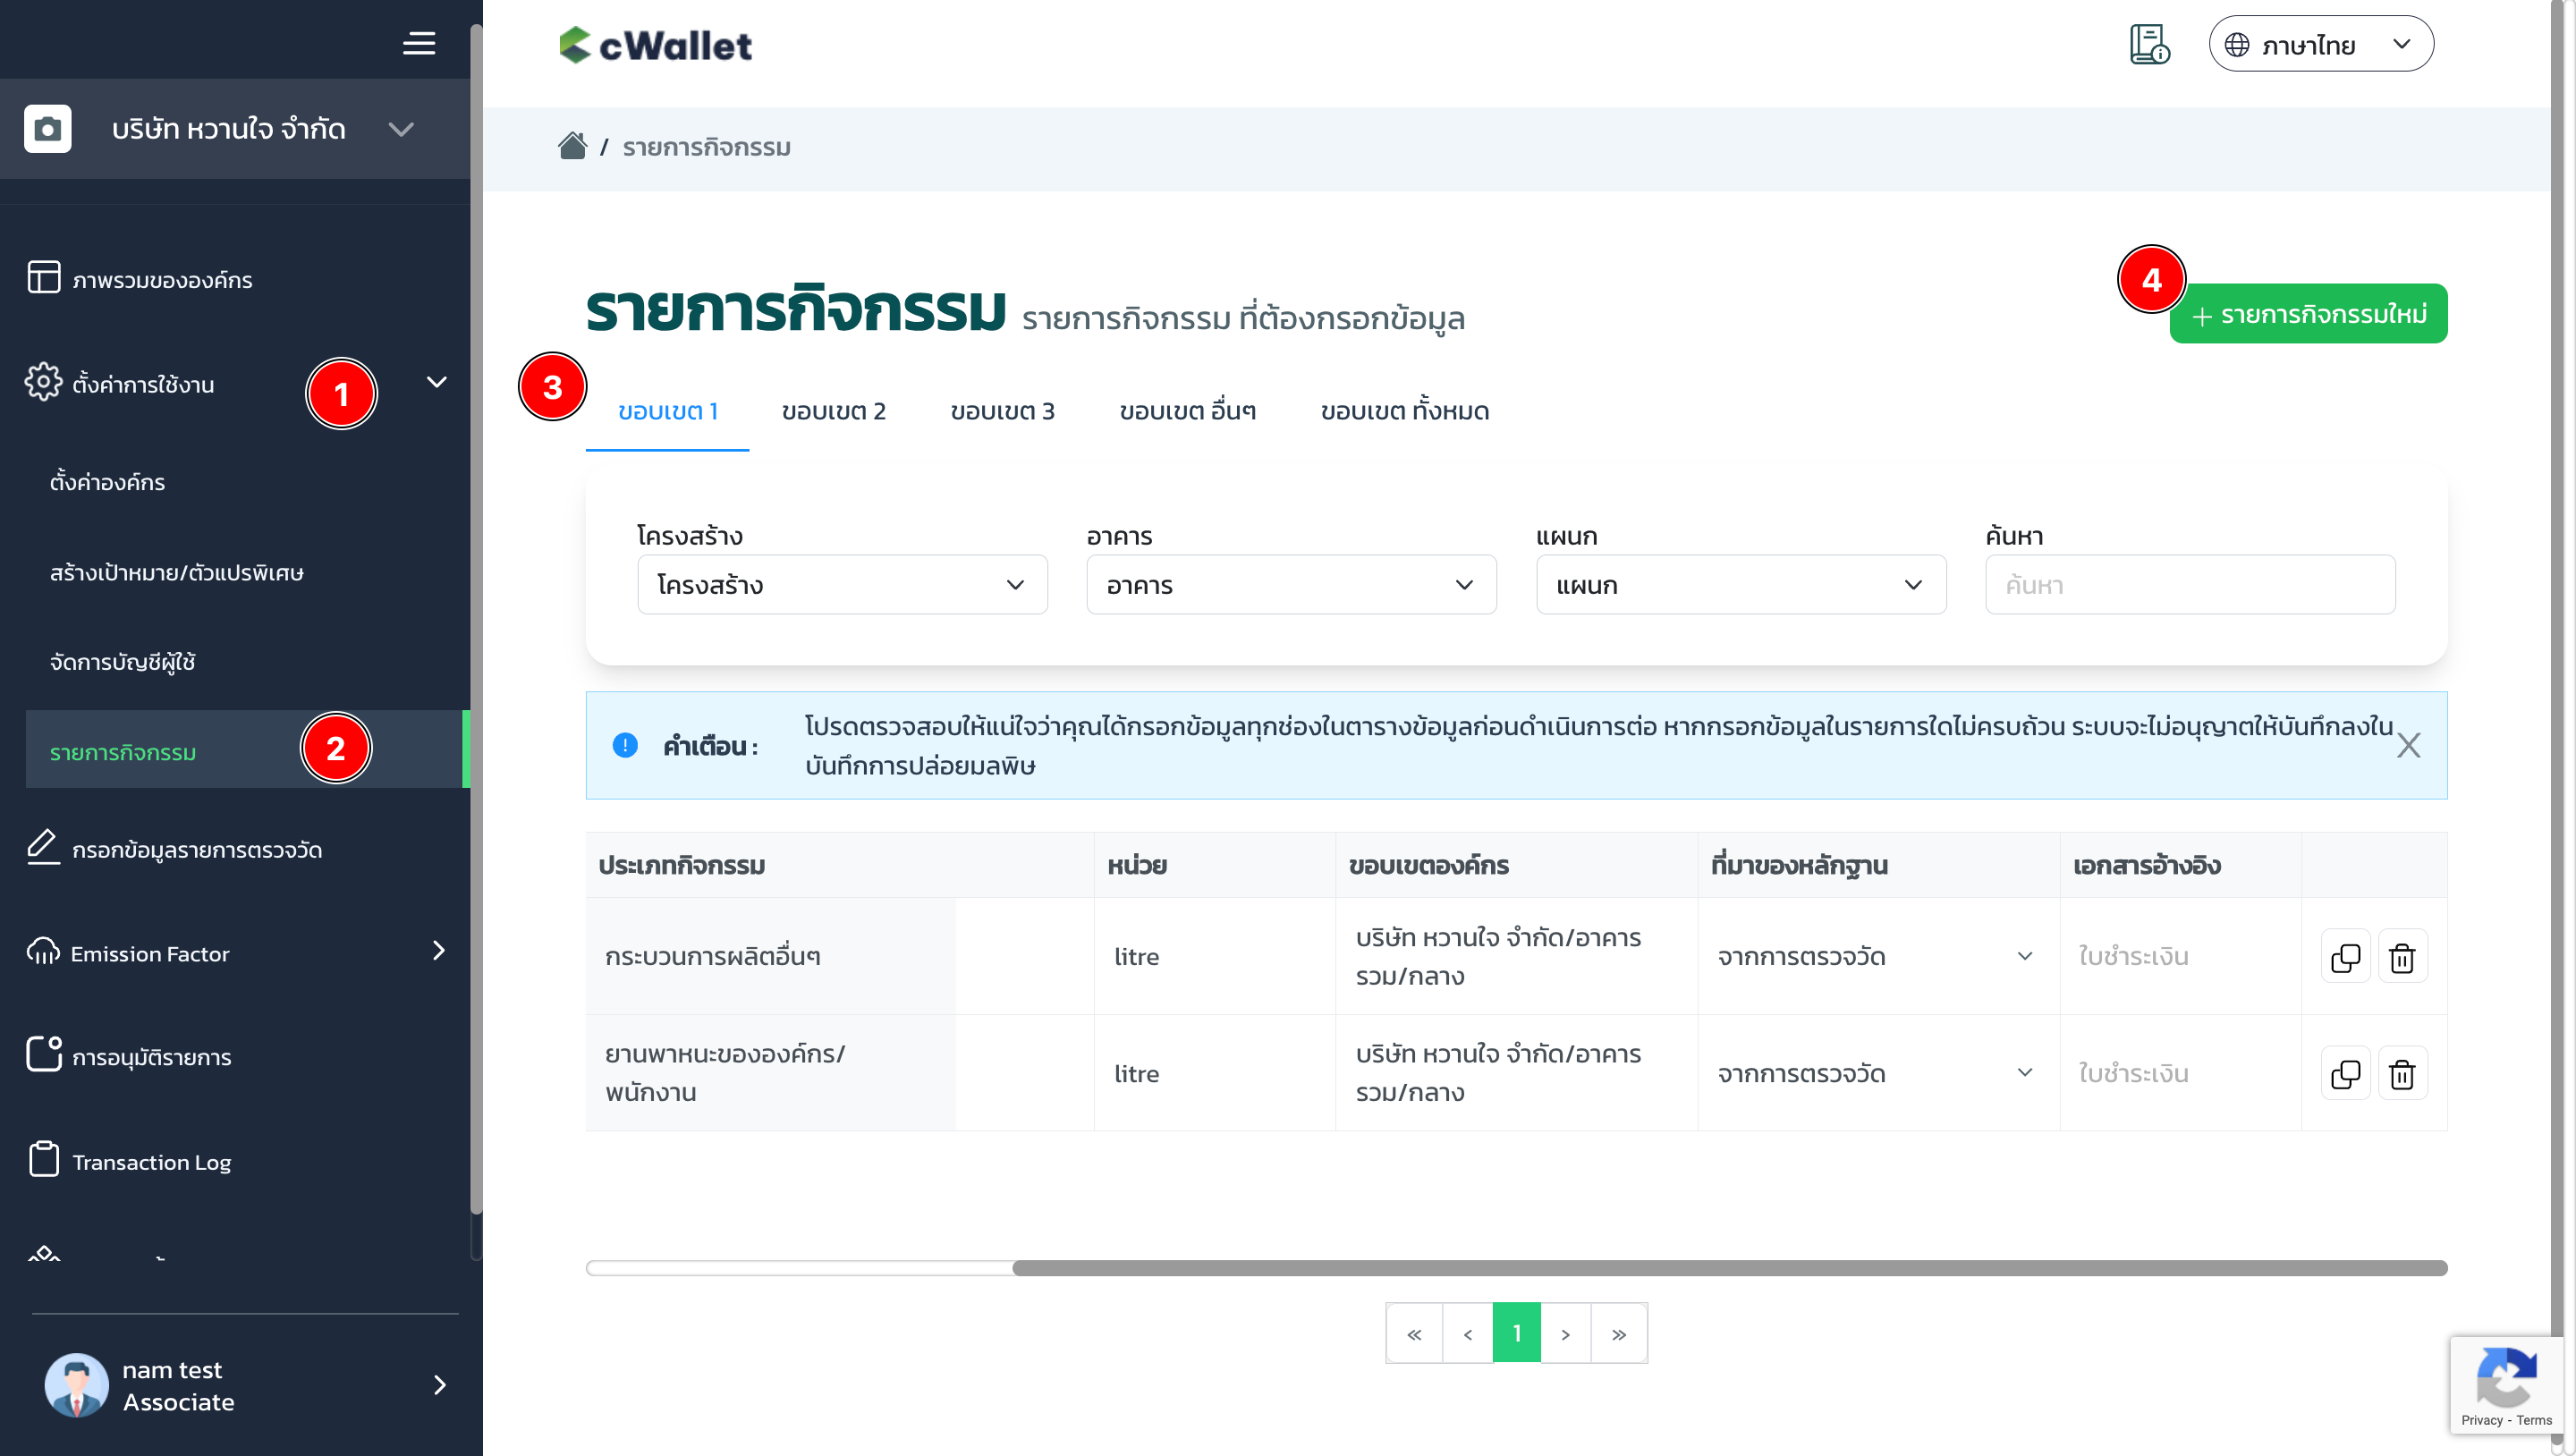 บริษัท หวานใจ จำกัด
ภาพรวมขององค์กร
ตั้งค่าการใช้งาน
1
ตั้งค่าองค์กร
สร้างเป้าหมาย/ตัวแปรพิเศษ
จัดการบัญชีผู้ใช้
รายการกิจกรรม
2
กรอกข้อมูลรายการตรวจวัด
Emission Factor
การอนุมัติรายการ
Transaction Log
nam test
Associate
cWallet
ภาษาไทย
/ รายการกิจกรรม
รายการกิจกรรม รายการกิจกรรม ที่ต้องกรอกข้อมูล
4
+ รายการกิจกรรมใหม่
3
ขอบเขต 1 ขอบเขต 2 ขอบเขต 3 ขอบเขต อื่นๆ ขอบเขต ทั้งหมด
โครงสร้าง อาคาร แผนก ค้นหา
โครงสร้าง อาคาร แผนก ค้นหา
คำเตือน : โปรดตรวจสอบให้แน่ใจว่าคุณได้กรอกข้อมูลทุกช่องในตารางข้อมูลก่อนดำเนินการต่อ หากกรอกข้อมูลในรายการใดไม่ครบถ้วน ระบบจะไม่อนุญาตให้บันทึกลงใน
บันทึกการปล่อยมลพิษ
ประเภทกิจกรรม หน่วย ขอบเขตองค์กร ที่มาของหลักฐาน เอกสารอ้างอิง
กระบวนการผลิตอื่นๆ litre บริษัท หวานใจ จำกัด/อาคาร
รวม/กลาง จากการตรวจวัด ใบชำระเงิน
ยานพาหนะขององค์กร/
พนักงาน litre บริษัท หวานใจ จำกัด/อาคาร
รวม/กลาง จากการตรวจวัด ใบชำระเงิน
« ‹ 1 › »
Privacy - Terms